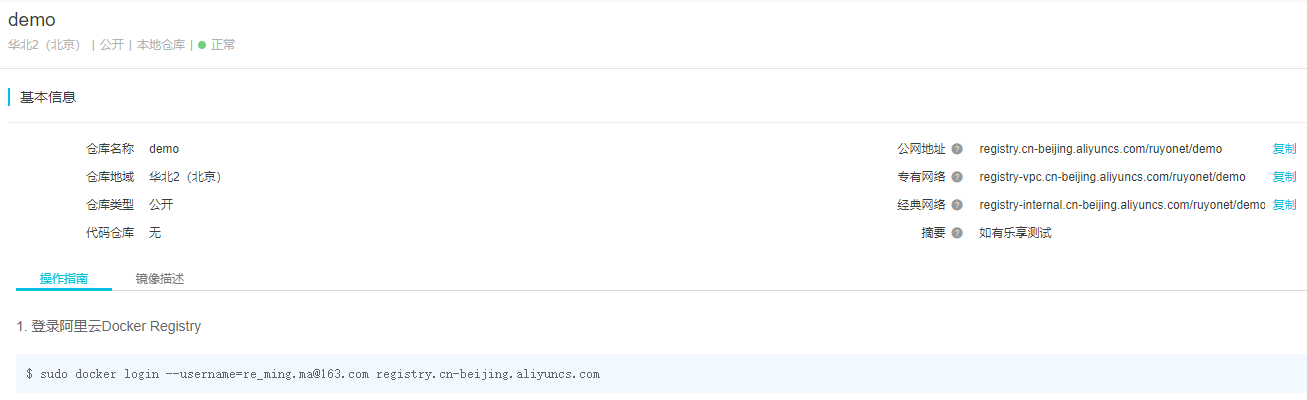 demo
华北2（北京） | 公开 | 本地仓库 | 正常
基本信息
仓库名称 demo 公网地址 registry.cn-beijing.aliyuncs.com/ruyonet/demo 复制
仓库地域 华北2（北京） 专有网络 registry-vpc.cn-beijing.aliyuncs.com/ruyonet/demo 复制
仓库类型 公开 经典网络 registry-internal.cn-beijing.aliyuncs.com/ruyonet/demo 复制
代码仓库 无 摘要 如有乐享测试
操作指南 镜像描述
1. 登录阿里云Docker Registry
$ sudo docker login --username=re_ming.ma@163.com registry.cn-beijing.aliyuncs.com